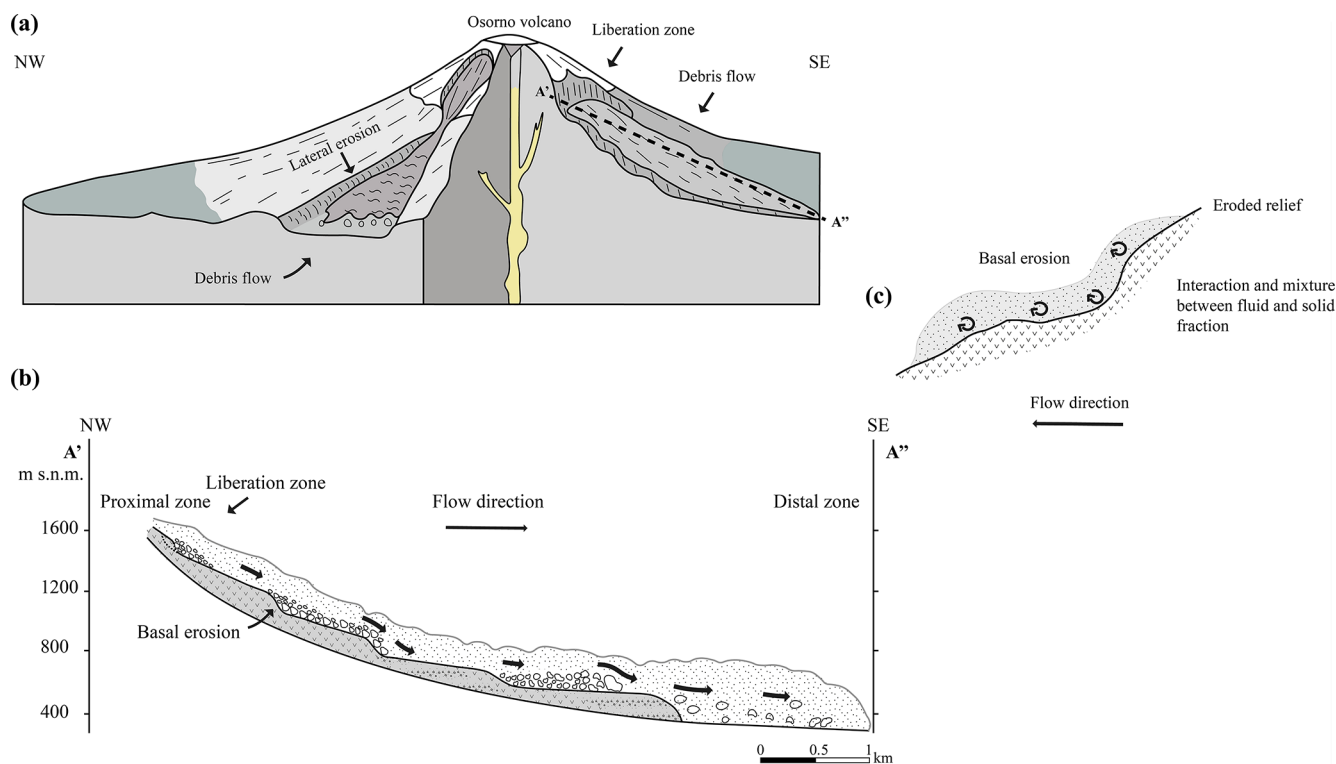 (a)
Osorno volcano
Liberation zone
NW
SE
Debris flow
A'
Lateral erosion
A"
Debris flow
Eroded relief
Basal erosion
(c)
Interaction and mixture
between fluid and solid
fraction
Flow direction
(b)
NW
SE
A'
A"
m s.n.m.
Liberation zone
Proximal zone
Flow direction
Distal zone
1600
1200
Basal erosion
800
400
0 0.5 1
km